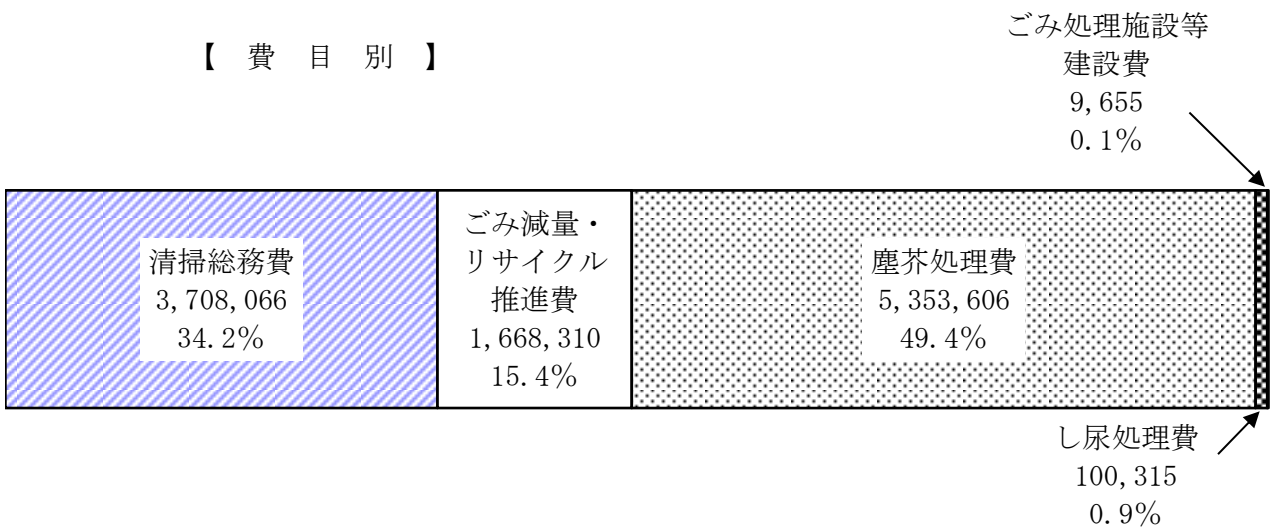 【 費 目 別 】
ごみ処理施設等
建設費
9,655
0.1%
清掃総務費
3,708,066
34.2%
ごみ減量・
リサイクル
推進費
1,668,310
15.4%
塵芥処理費
5,353,606
49.4%
し尿処理費
100,315
0.9%